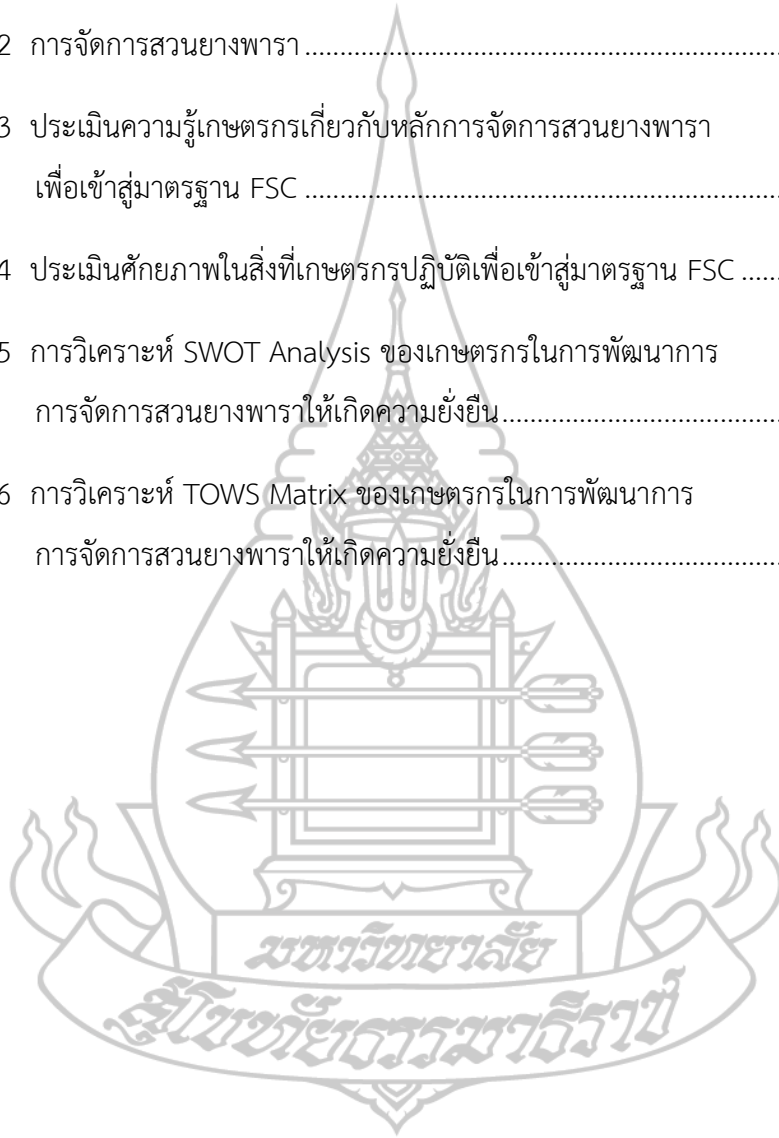 2 การจัดการสวนยางพารา ....................................................................
3 ประเมินความรู้เกษตรกรเกี่ยวกับหลักการจัดการสวนยางพารา
เพื่อเข้าสู่มาตรฐาน FSC ....................................................................
4 ประเมินศักยภาพในสิ่งที่เกษตรกรปฏิบัติเพื่อเข้าสู่มาตรฐาน FSC ......
5 การวิเคราะห์ SWOT Analysis ของเกษตรกรในการพัฒนาการ
การจัดการสวนยางพาราให้เกิดความยั่งยืน ........................................
6 การวิเคราะห์ TOWS Matrix ของเกษตรกรในการพัฒนาการ
การจัดการสวนยางพาราให้เกิดความยั่งยืน ........................................
มหาวิทยาลัย
สุโขทัยธรรมาธิราช